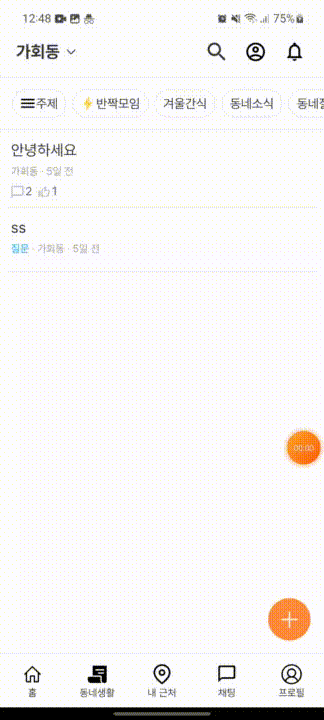 12:48 75%
가회동
주제 반짝모임 겨울간식 동네소식
안녕하세요
가회동 · 5일 전
2 1
ss
질문 · 가회동 · 5일 전
00:00
홈 동네생활 내 근처 채팅 프로필